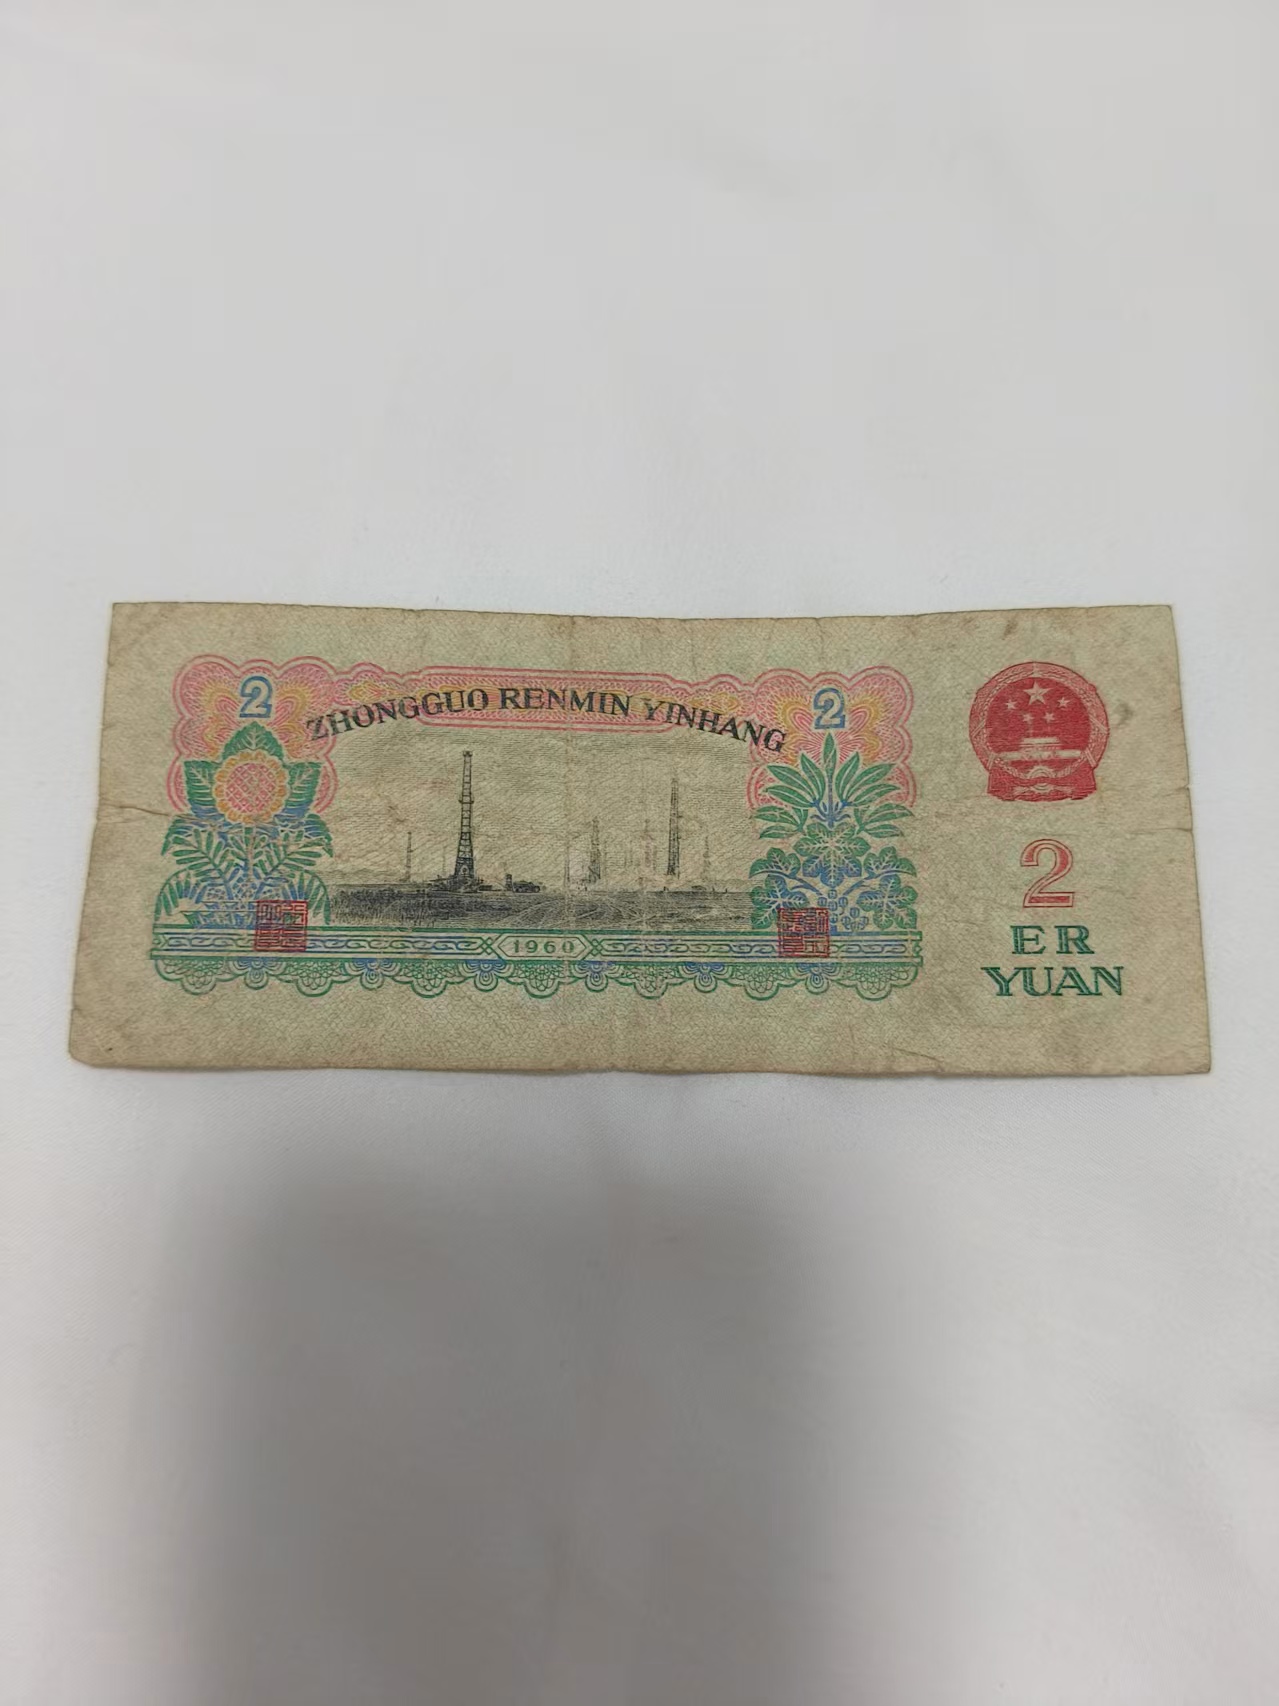 2
2
ZHONGGUO RENMIN YINHANG
1960
2
ER
YUAN